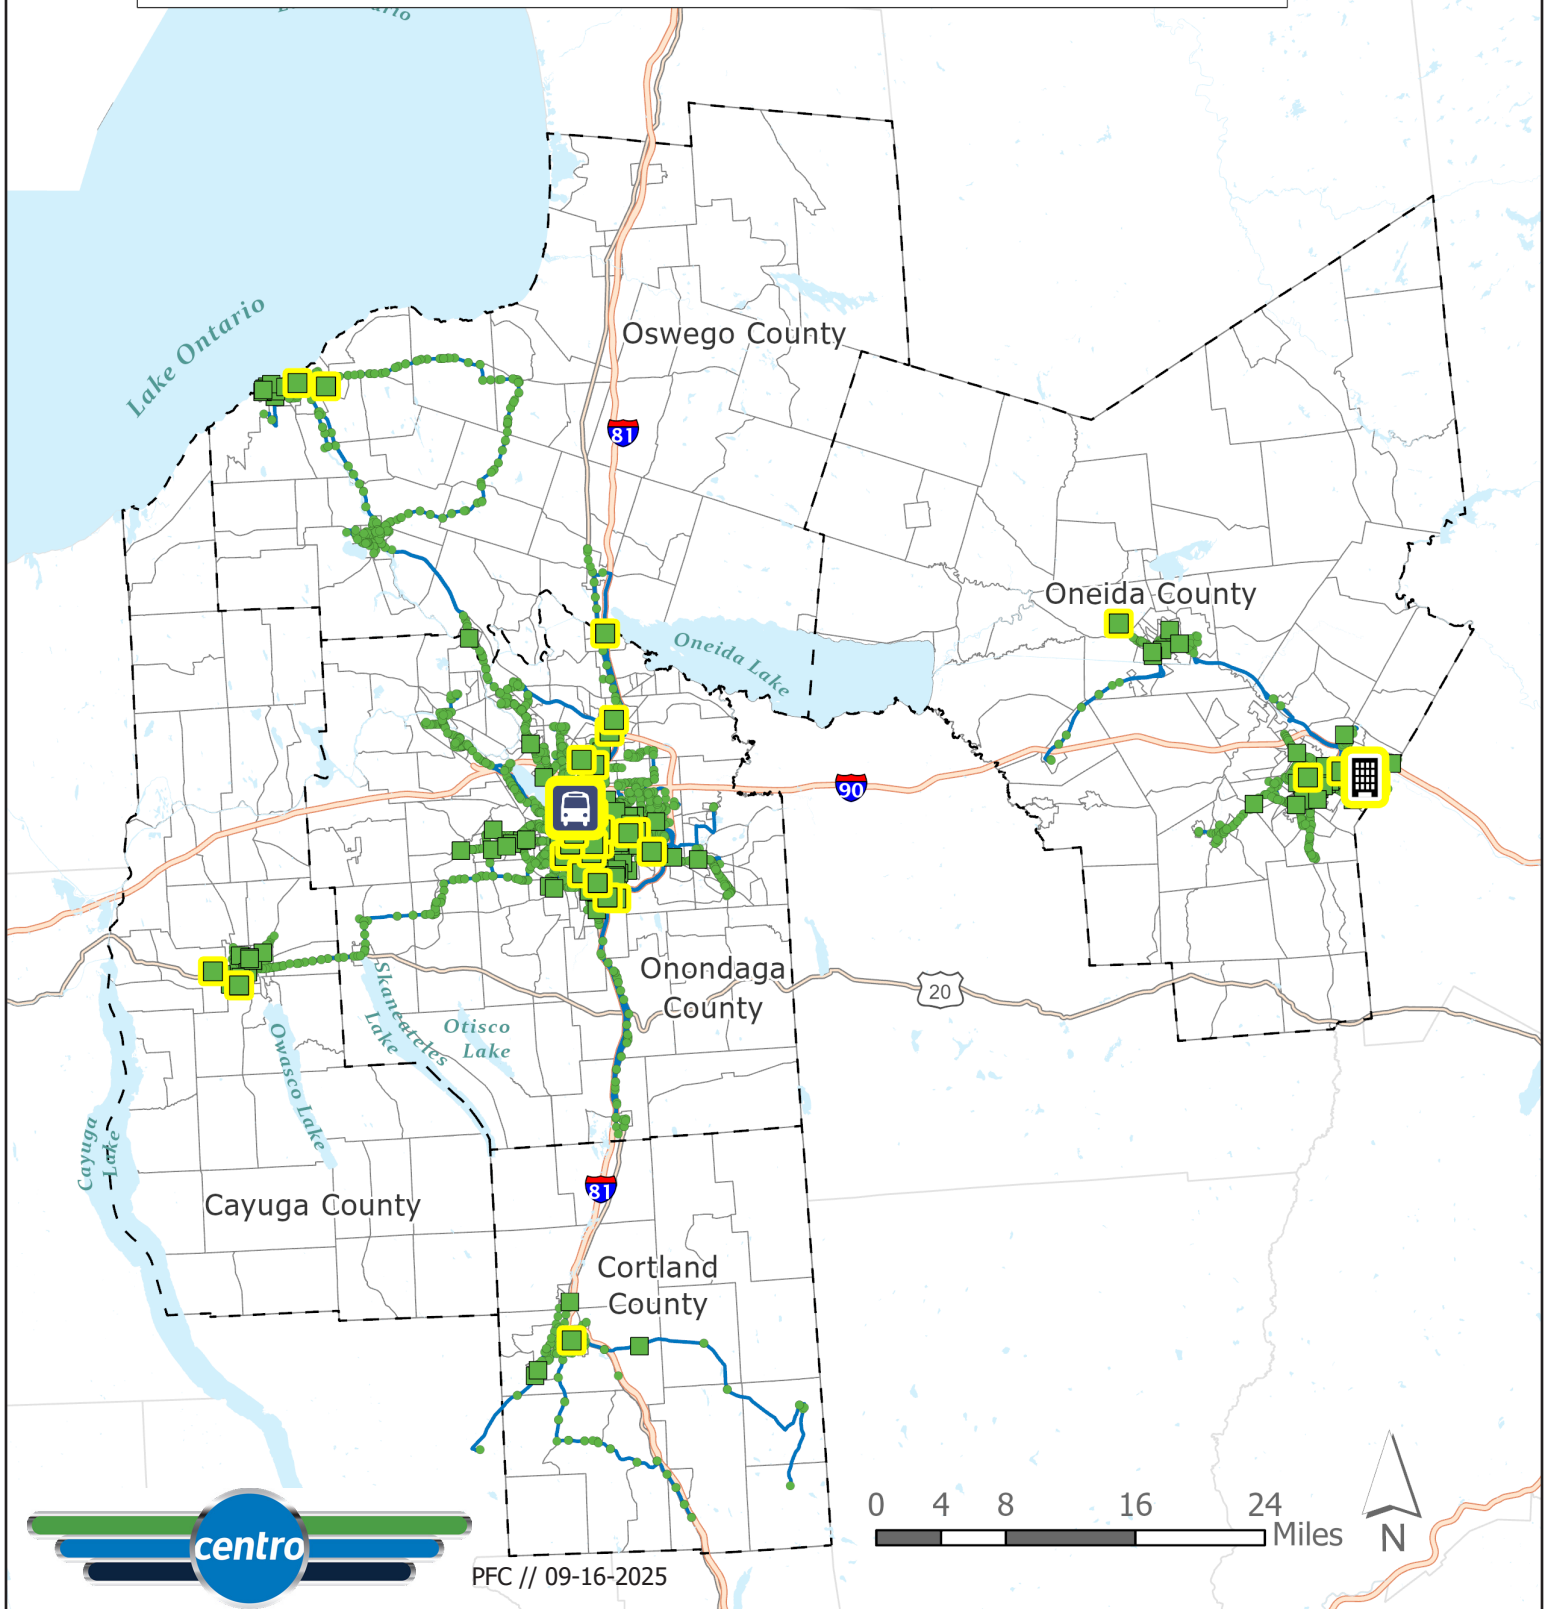 Lake Ontario
Oswego County
81
Oneida County
Oneida Lake
90
Onondaga
County
20
Skaneateles
Lake
Otisco
Lake
Owasco Lake
Cayuga
Lake
Cayuga County
81
Cortland
County
0 4 8 16 24
Miles
N
centro
PFC // 09-16-2025